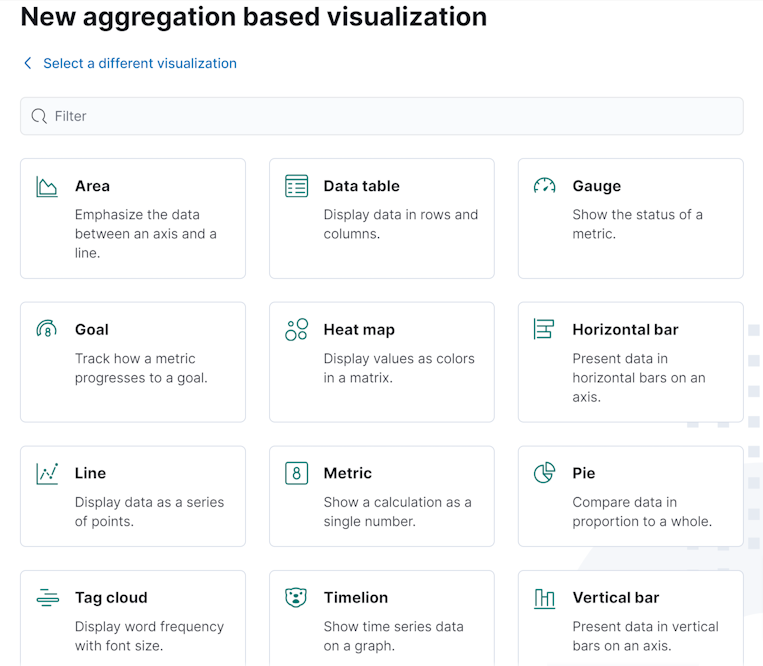 New aggregation based visualization
Select a different visualization
Filter
Area
Emphasize the data
between an axis and a
line.
Data table
Display data in rows and
columns.
Gauge
Show the status of a
metric.
Goal
8
Track how a metric
progresses to a goal.
Heat map
Display values as colors
in a matrix.
Horizontal bar
Present data in
horizontal bars on an
axis.
Line
Display data as a series
of points.
8
Metric
Show a calculation as a
single number.
Pie
Compare data in
proportion to a whole.
Tag cloud
Display word frequency
with font size.
Timelion
Show time series data
on a graph.
Vertical bar
Present data in vertical
bars on an axis.